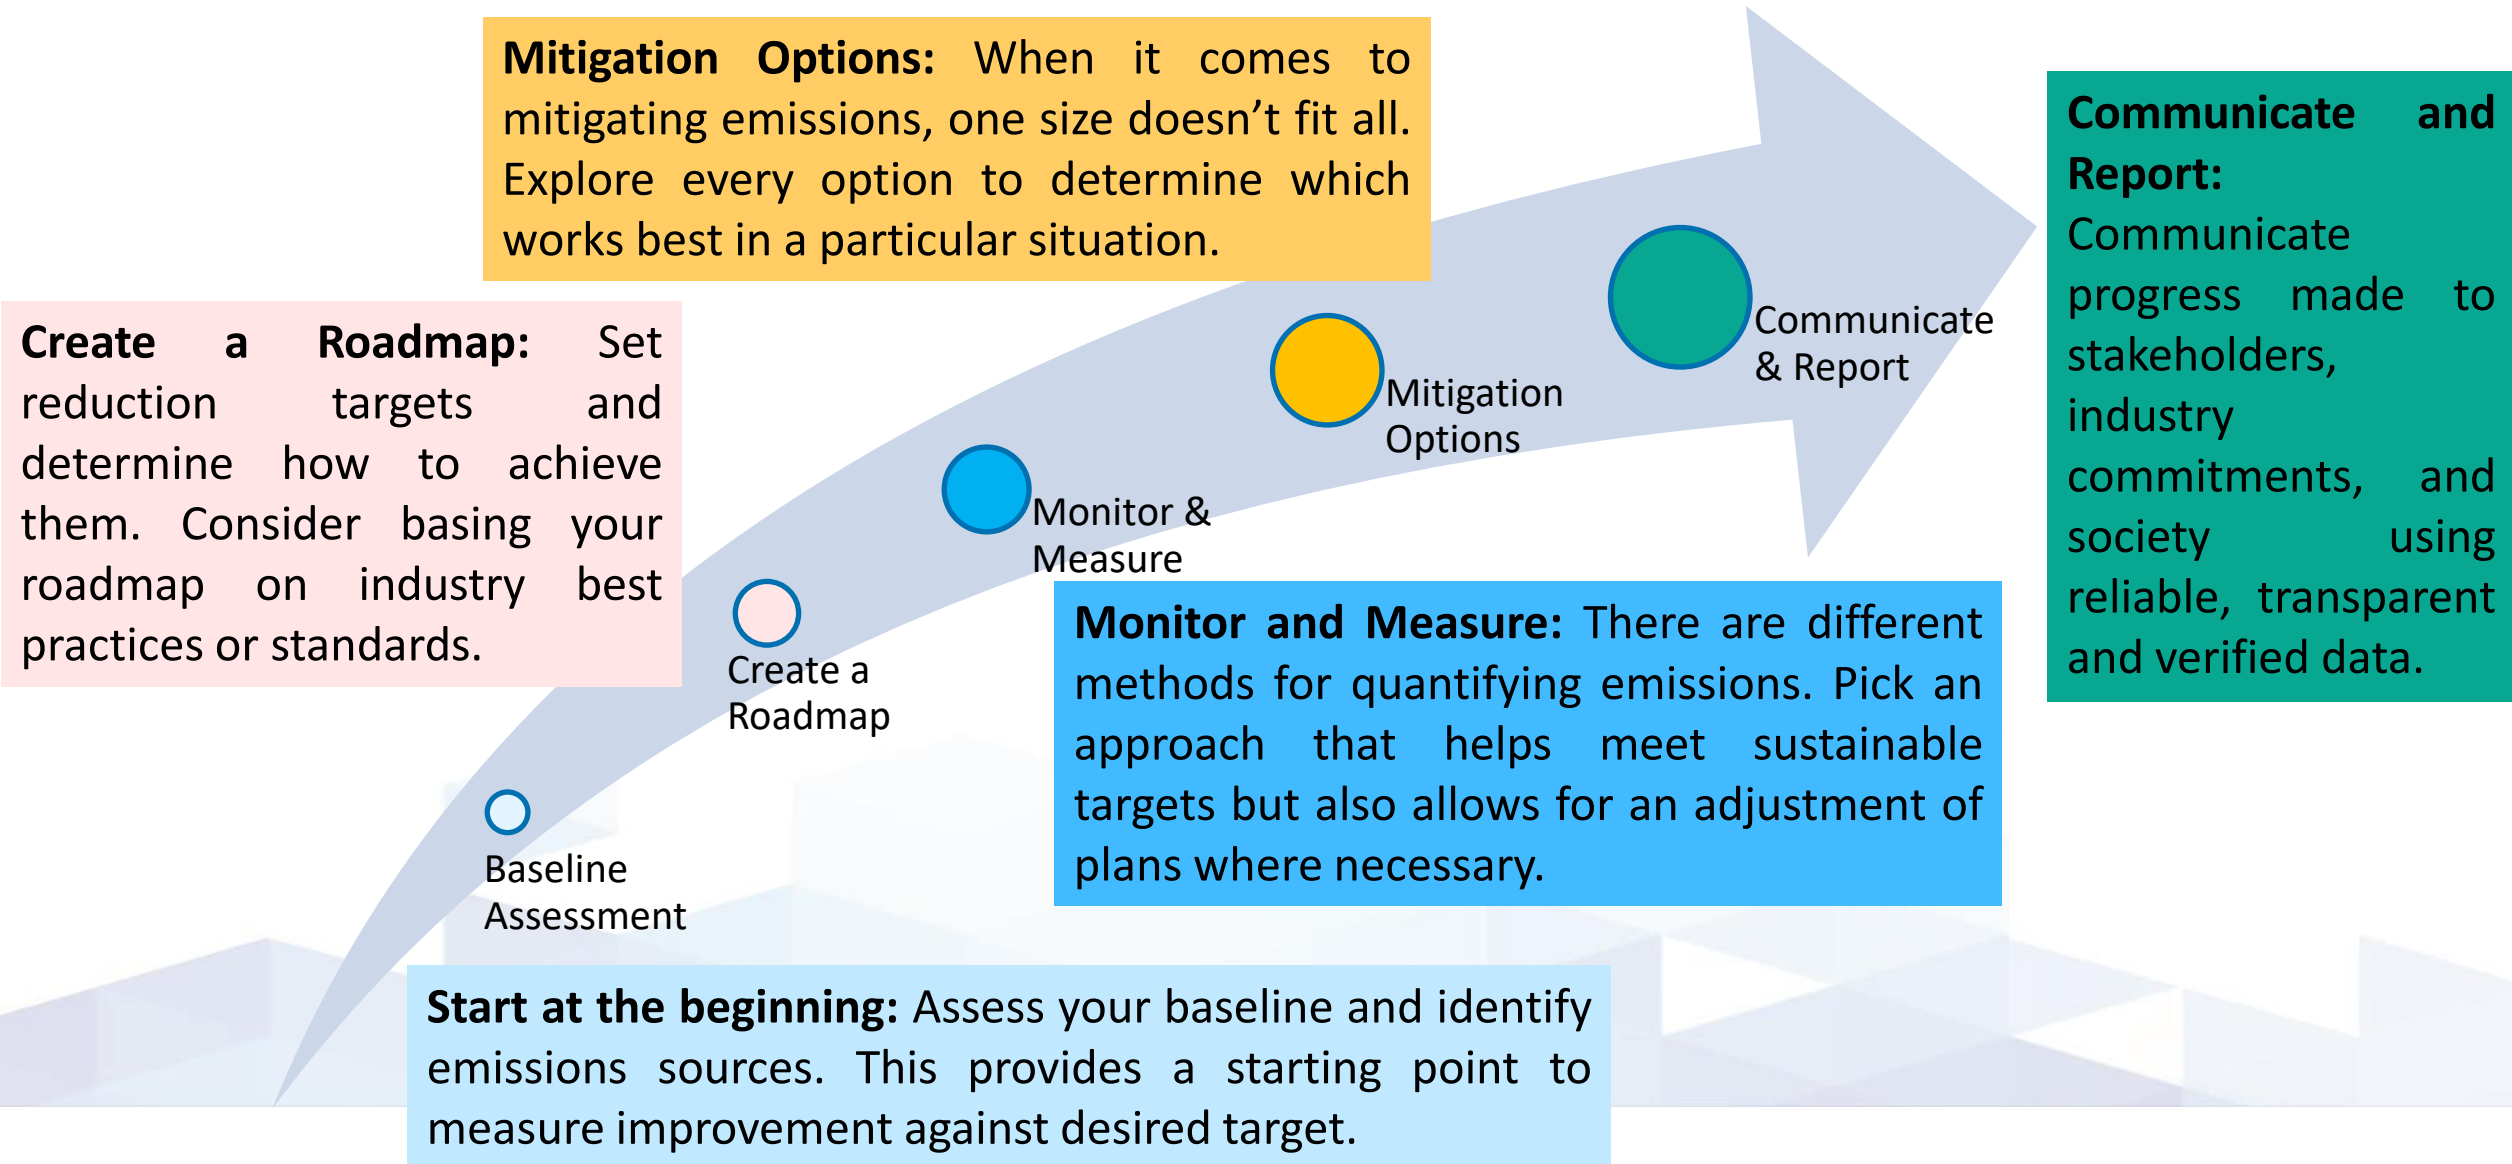 Mitigation Options: When it comes to
mitigating emissions, one size doesn’t fit all.
Explore every option to determine which
works best in a particular situation.
Communicate and
Report:
Communicate
progress made to
stakeholders,
industry
commitments, and
society using
reliable, transparent
and verified data.
Create a Roadmap: Set
reduction targets and
determine how to achieve
them. Consider basing your
roadmap on industry best
practices or standards.
Communicate
& Report
Mitigation
Options
Monitor &
Measure
Create a
Roadmap
Monitor and Measure: There are different
methods for quantifying emissions. Pick an
approach that helps meet sustainable
targets but also allows for an adjustment of
plans where necessary.
Baseline
Assessment
Start at the beginning: Assess your baseline and identify
emissions sources. This provides a starting point to
measure improvement against desired target.